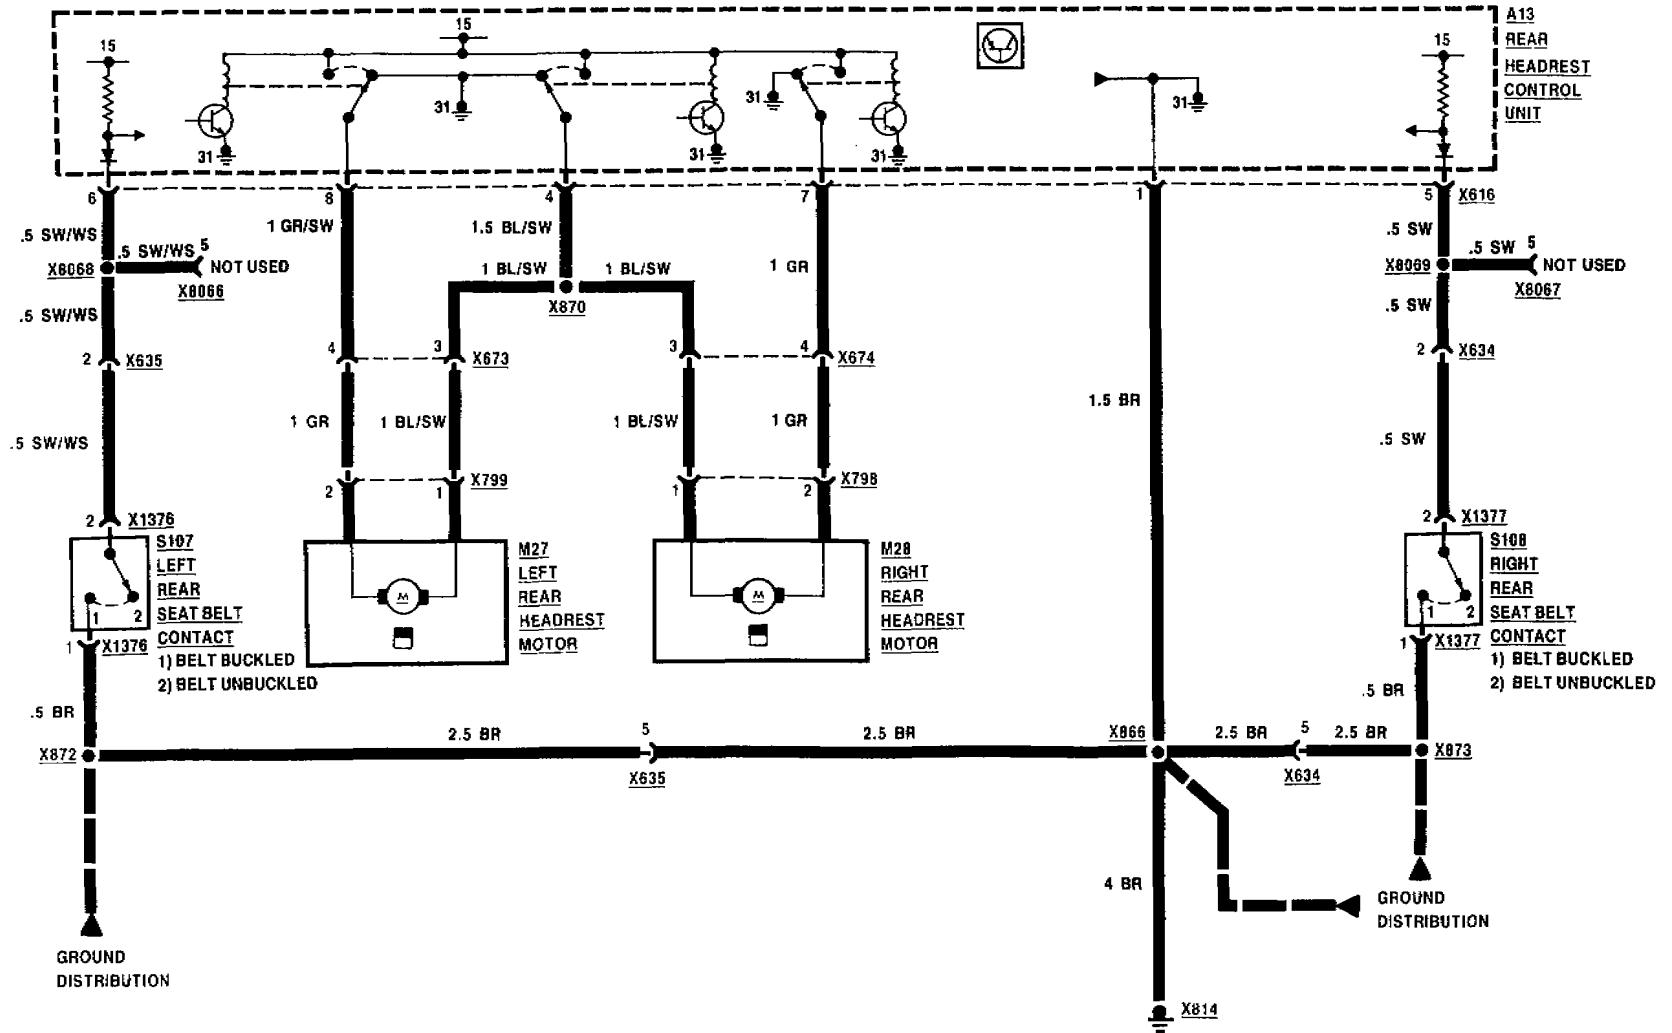 A13
REAR
HEADREST
CONTROL
UNIT
15
15
15
31
31
31
31
31
31
6
8
4
7
1
5
X616
.5 SW/WS
1 GR/SW
1.5 BL/SW
.5 SW
.5 SW/WS
5
X8068
NOT USED
X8066
1 BL/SW
1 BL/SW
X870
1 GR
X8069
.5 SW
5
NOT USED
X8067
.5 SW/WS
.5 SW
2
X635
4
3
X673
3
4
X674
2
X634
1.5 BR
.5 SW/WS
1 GR
1 BL/SW
1 BL/SW
1 GR
.5 SW
2
1
X799
1
2
X798
2
X1376
2
X1377
S107
LEFT
REAR
SEAT BELT
CONTACT
1) BELT BUCKLED
2) BELT UNBUCKLED
1
2
1
X1376
M
M27
LEFT
REAR
HEADREST
MOTOR
M
M28
RIGHT
REAR
HEADREST
MOTOR
S108
RIGHT
REAR
SEAT BELT
CONTACT
1) BELT BUCKLED
2) BELT UNBUCKLED
1
2
1
X1377
.5 BR
.5 BR
X872
2.5 BR
5
X635
2.5 BR
X866
2.5 BR
5
X634
2.5 BR
X873
4 BR
GROUND
DISTRIBUTION
GROUND
DISTRIBUTION
X814